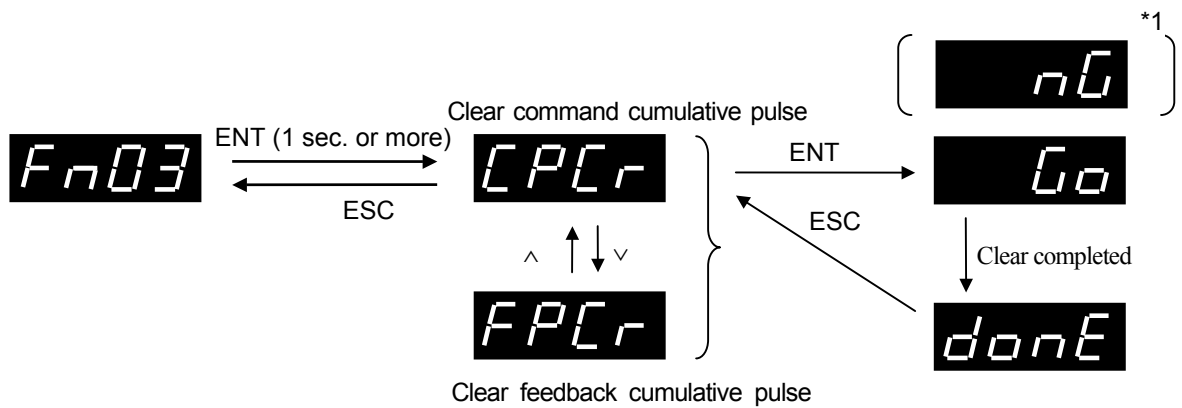 *1
nG
Clear command cumulative pulse
Fn03
ENT (1 sec. or more)
ESC
CPCr
ENT
Go
ESC
∧
∨
Clear completed
FPCr
donE
Clear feedback cumulative pulse